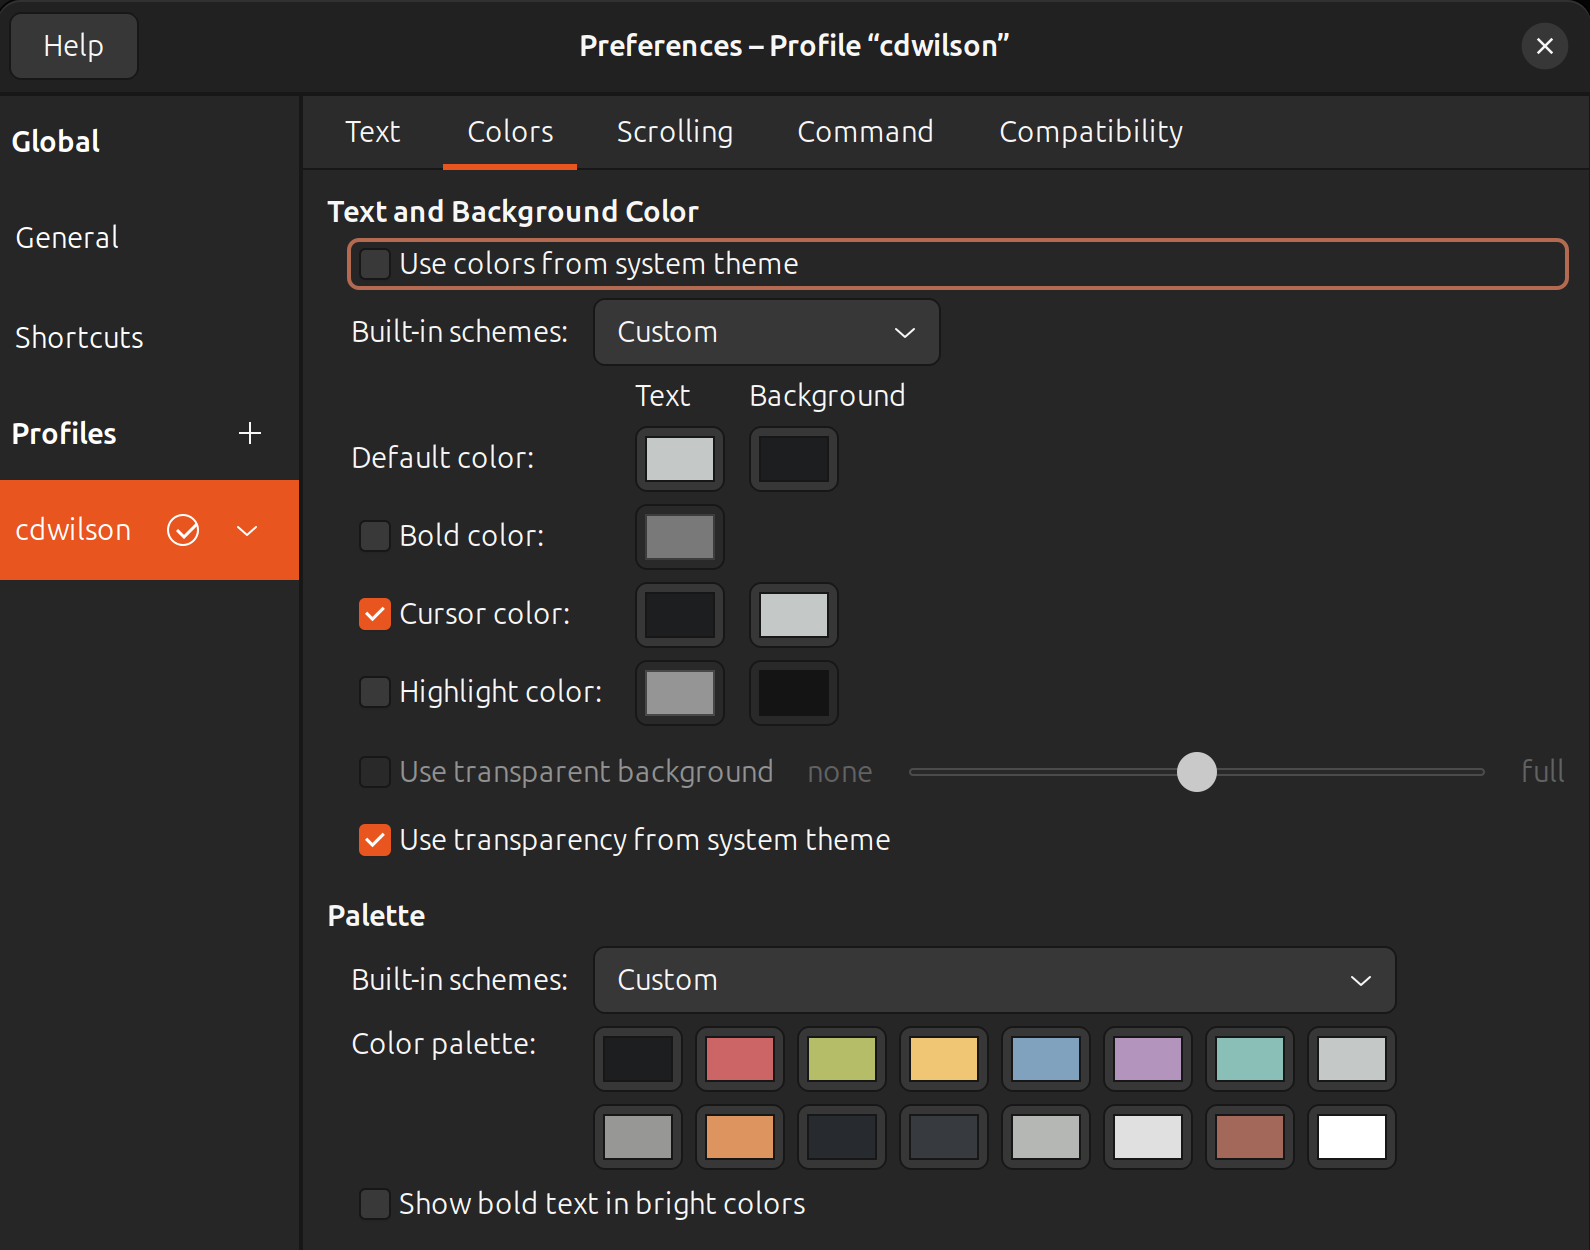 Help
Preferences – Profile “cdwilson”
Global
General
Shortcuts
Profiles
cdwilson
Text Colors Scrolling Command Compatibility
Text and Background Color
Use colors from system theme
Built-in schemes: Custom
Text Background
Default color:
Bold color:
Cursor color:
Highlight color:
Use transparent background none full
Use transparency from system theme
Palette
Built-in schemes: Custom
Color palette:
Show bold text in bright colors